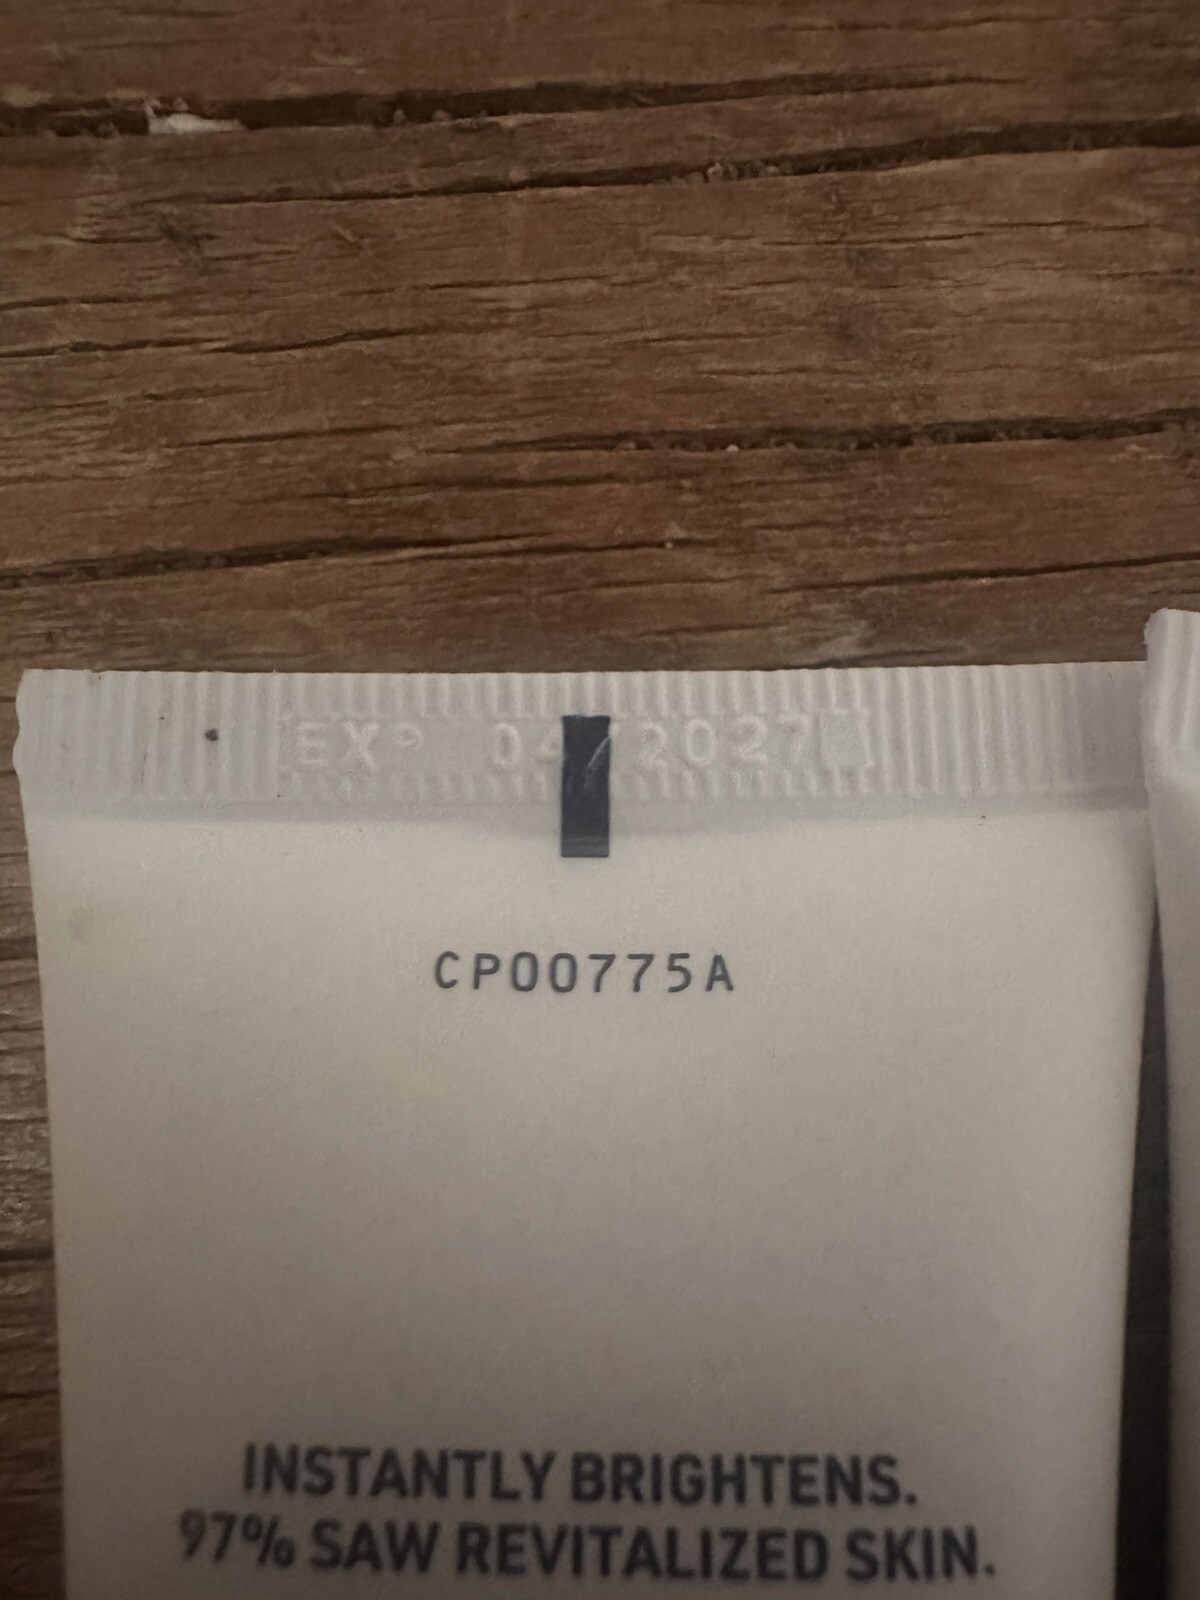 EXP 04/2027
CP00775A
INSTANTLY BRIGHTENS.
97% SAW REVITALIZED SKIN.